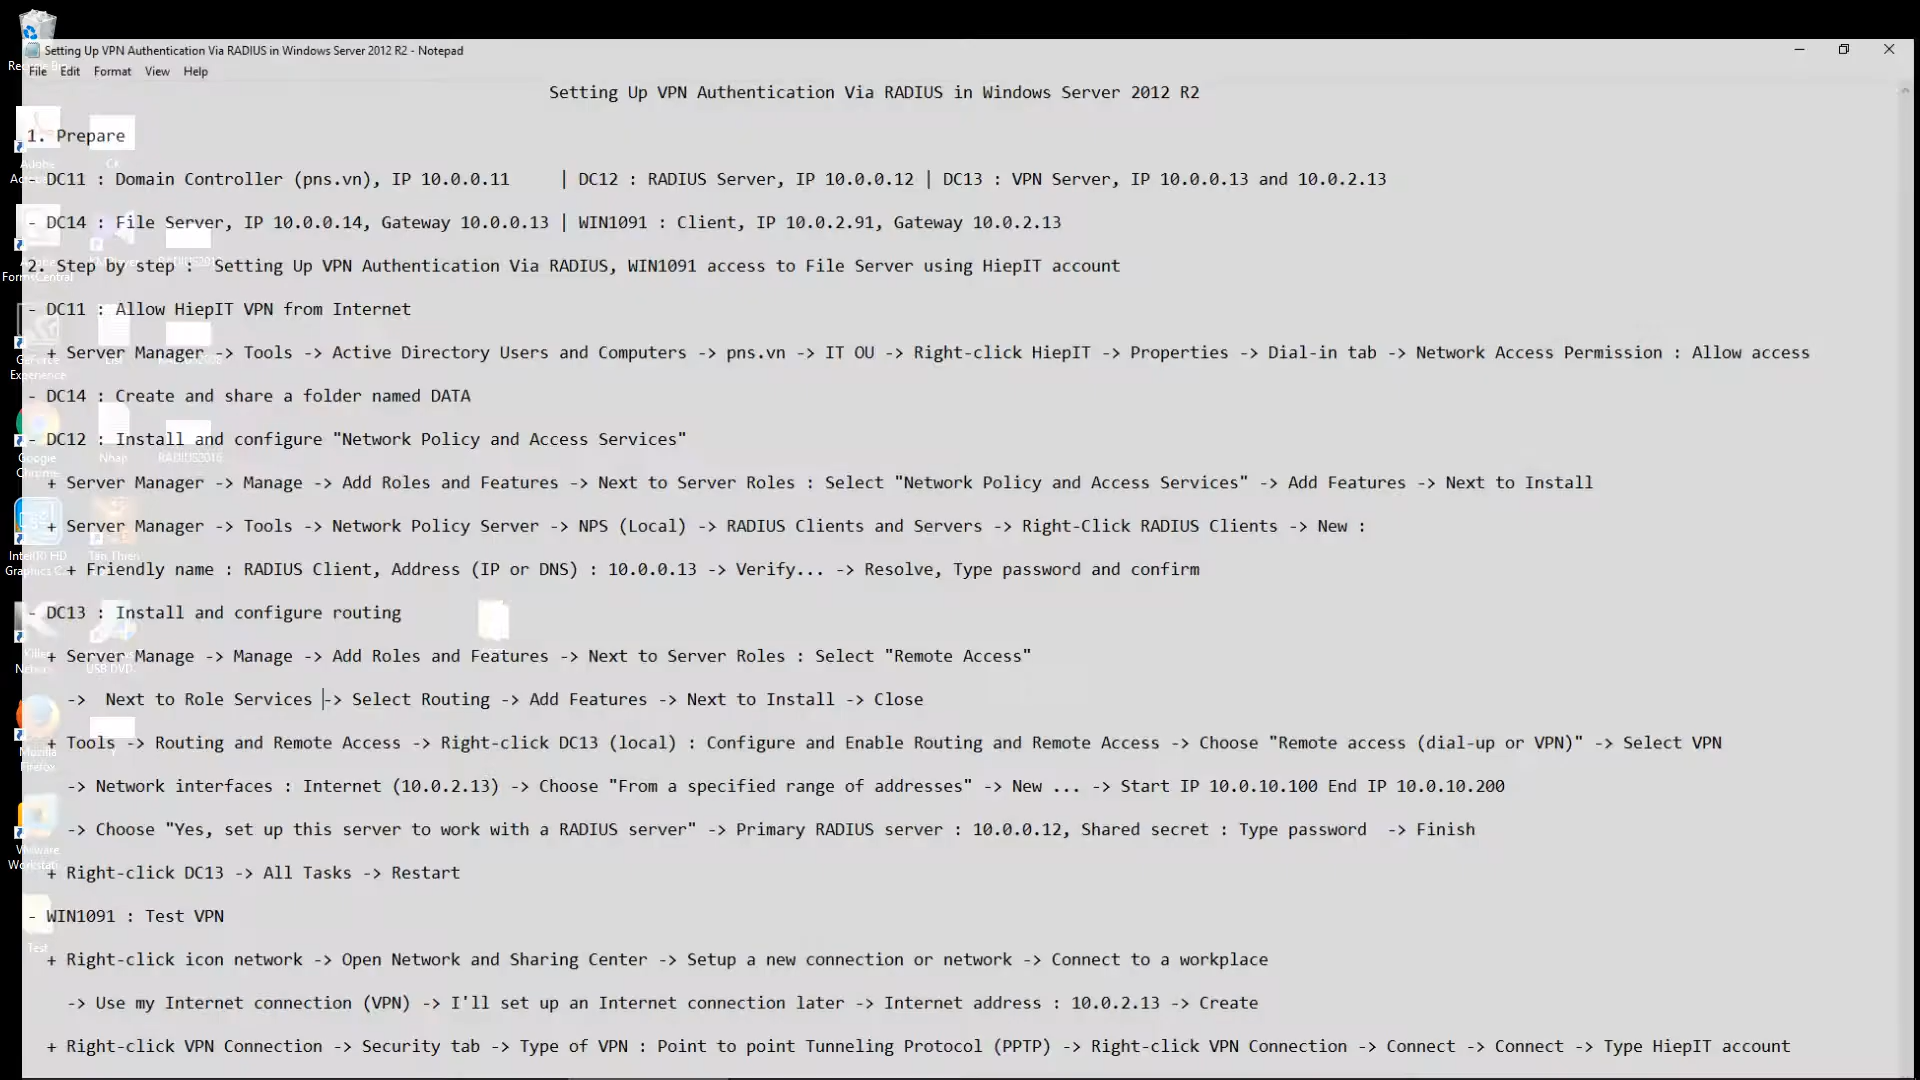 Setting Up VPN Authentication Via RADIUS in Windows Server 2012 R2 - Notepad
File Edit Format View Help
Setting Up VPN Authentication Via RADIUS in Windows Server 2012 R2
1. Prepare
- DC11 : Domain Controller (pns.vn), IP 10.0.0.11 | DC12 : RADIUS Server, IP 10.0.0.12 | DC13 : VPN Server, IP 10.0.0.13 and 10.0.2.13
- DC14 : File Server, IP 10.0.0.14, Gateway 10.0.0.13 | WIN1091 : Client, IP 10.0.2.91, Gateway 10.0.2.13
2. Step by step : Setting Up VPN Authentication Via RADIUS, WIN1091 access to File Server using HiepIT account
- DC11 : Allow HiepIT VPN from Internet
+ Server Manager -> Tools -> Active Directory Users and Computers -> pns.vn -> IT OU -> Right-click HiepIT -> Properties -> Dial-in tab -> Network Access Permission : Allow access
- DC14 : Create and share a folder named DATA
- DC12 : Install and configure "Network Policy and Access Services"
+ Server Manager -> Manage -> Add Roles and Features -> Next to Server Roles : Select "Network Policy and Access Services" -> Add Features -> Next to Install
+ Server Manager -> Tools -> Network Policy Server -> NPS (Local) -> RADIUS Clients and Servers -> Right-Click RADIUS Clients -> New :
+ Friendly name : RADIUS Client, Address (IP or DNS) : 10.0.0.13 -> Verify... -> Resolve, Type password and confirm
- DC13 : Install and configure routing
+ Server Manage -> Manage -> Add Roles and Features -> Next to Server Roles : Select "Remote Access"
-> Next to Role Services -> Select Routing -> Add Features -> Next to Install -> Close
+ Tools -> Routing and Remote Access -> Right-click DC13 (local) : Configure and Enable Routing and Remote Access -> Choose "Remote access (dial-up or VPN)" -> Select VPN
-> Network interfaces : Internet (10.0.2.13) -> Choose "From a specified range of addresses" -> New ... -> Start IP 10.0.10.100 End IP 10.0.10.200
-> Choose "Yes, set up this server to work with a RADIUS server" -> Primary RADIUS server : 10.0.0.12, Shared secret : Type password -> Finish
+ Right-click DC13 -> All Tasks -> Restart
- WIN1091 : Test VPN
+ Right-click icon network -> Open Network and Sharing Center -> Setup a new connection or network -> Connect to a workplace
-> Use my Internet connection (VPN) -> I'll set up an Internet connection later -> Internet address : 10.0.2.13 -> Create
+ Right-click VPN Connection -> Security tab -> Type of VPN : Point to point Tunneling Protocol (PPTP) -> Right-click VPN Connection -> Connect -> Connect -> Type HiepIT account
CK
FormsCentral
GeForce
Experience
Google
Chrome
Nhap
Intel(R) HD
Graphics C...
Tan Thien
USB DVD
Mozilla
Firefox
VMware
Workstati...
Test